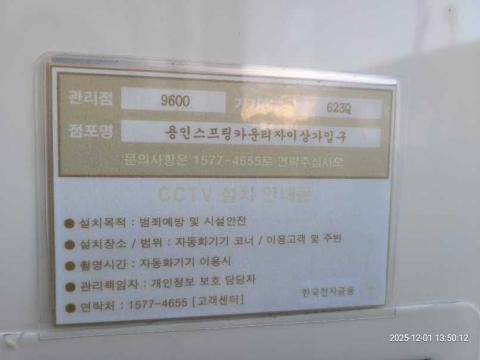 관리점 9600 6230
점포명 용인스프링카운티자이상가입구
문의사항은 1577-4655로 연락주십시오
CCTV 설치 안내문
● 설치목적 : 범죄예방 및 시설안전
● 설치장소 / 범위 : 자동화기기 코너 / 이용고객 및 주변
● 촬영시간 : 자동화기기 이용시
● 관리책임자 : 개인정보 보호 담당자
● 연락처 : 1577-4655 [고객센터]
한국전자금융
2025-12-01 13:50:12